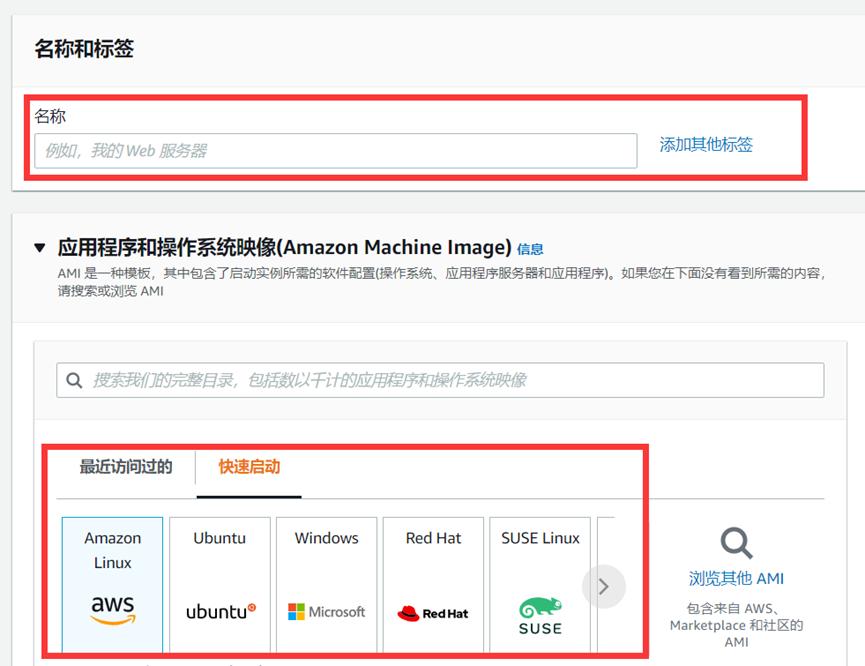 名称和标签
名称
例如，我的 Web 服务器
添加其他标签
应用程序和操作系统映像(Amazon Machine Image) 信息
AMI 是一种模板，其中包含了启动实例所需的软件配置(操作系统、应用程序服务器和应用程序)。如果您在下面没有看到所需的内容，
请搜索或浏览 AMI
搜索我们的完整目录，包括数以千计的应用程序和操作系统映像
最近访问过的
快速启动
Amazon
Linux
aws
Ubuntu
ubuntu
Windows
Microsoft
Red Hat
Red Hat
SUSE Linux
SUSE
浏览其他 AMI
包含来自 AWS、
Marketplace 和社区的
AMI